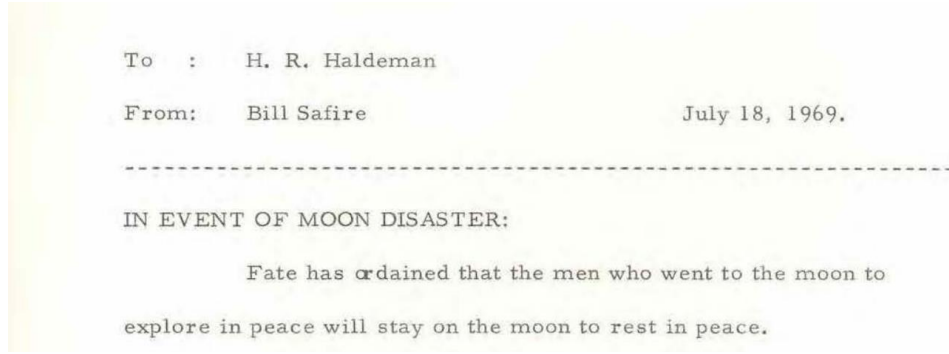 To : H. R. Haldeman
From: Bill Safire July 18, 1969.
--------------------------------------------------------------------------
IN EVENT OF MOON DISASTER:
Fate has ordained that the men who went to the moon to
explore in peace will stay on the moon to rest in peace.